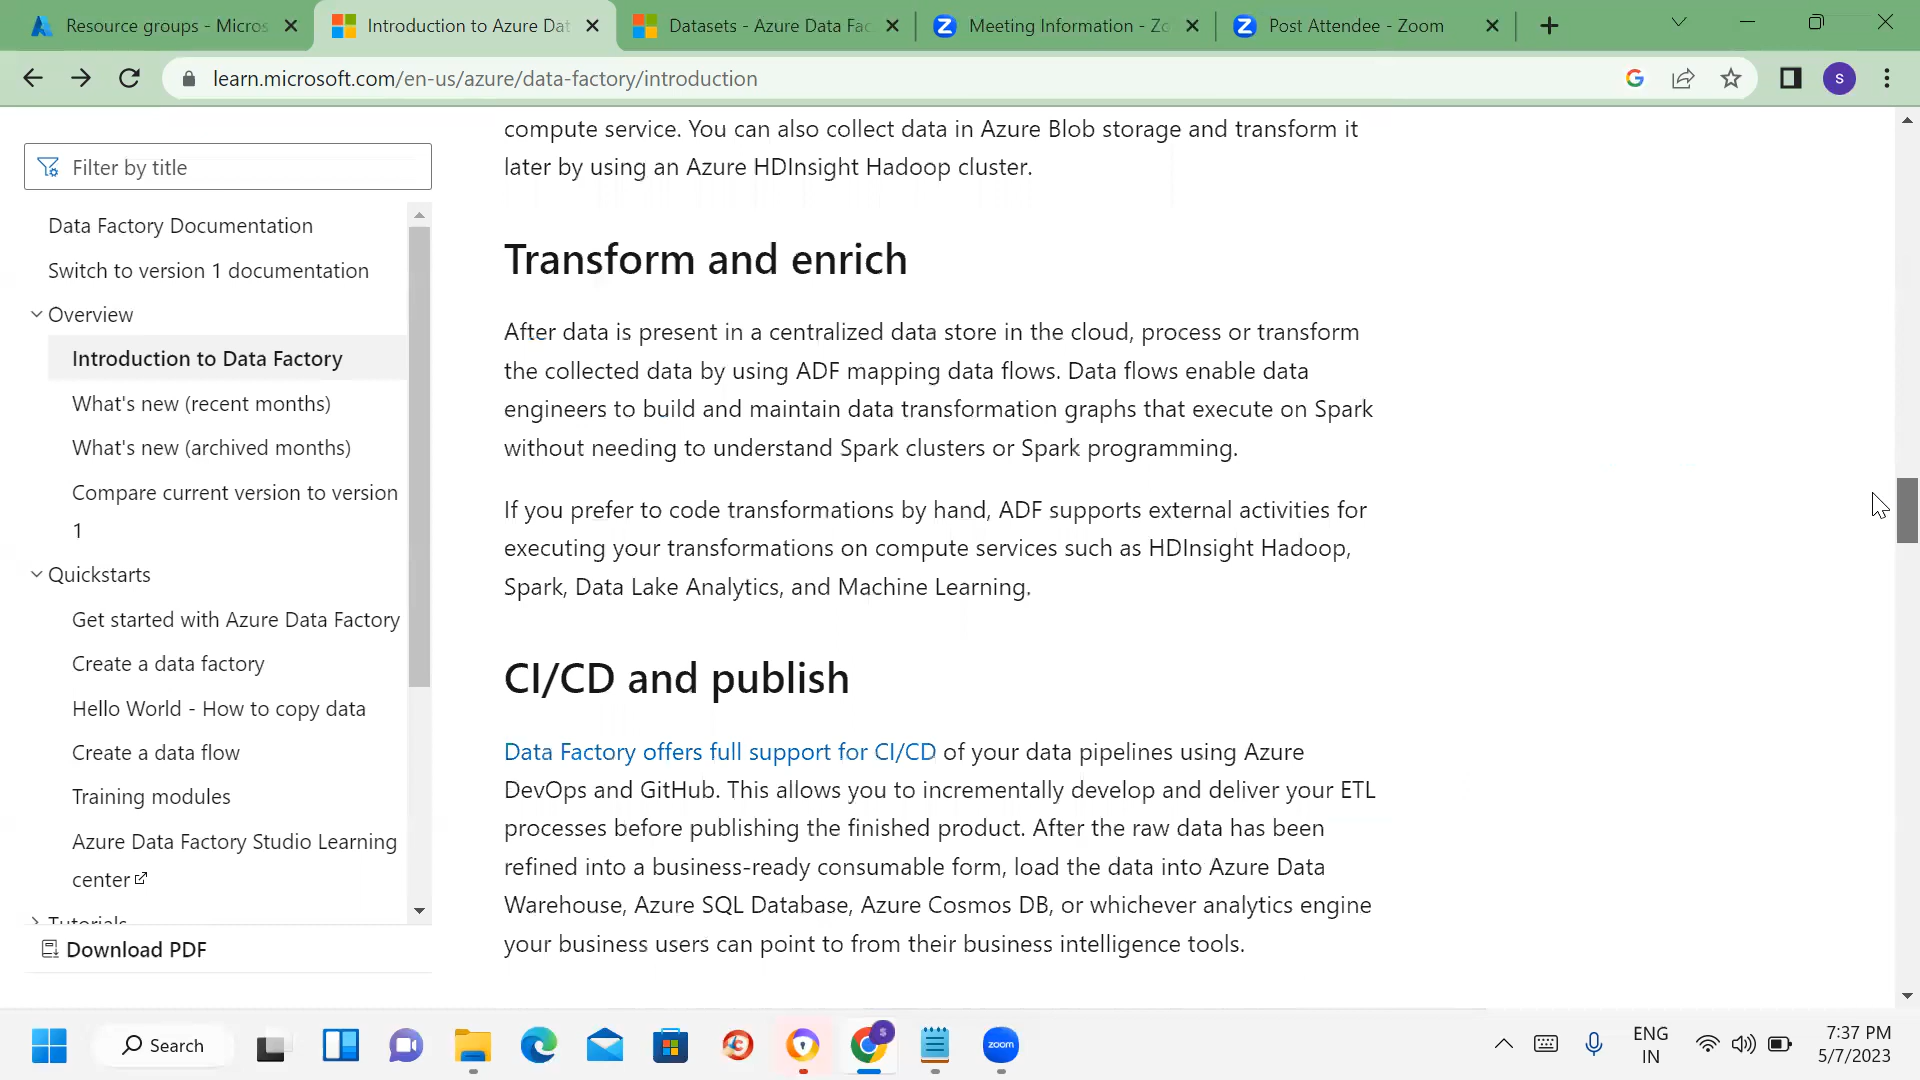 Resource groups - Micros
Introduction to Azure Dat
Datasets - Azure Data Fac
Meeting Information - Zo
Post Attendee - Zoom
learn.microsoft.com/en-us/azure/data-factory/introduction
s
Filter by title
Data Factory Documentation
Switch to version 1 documentation
Overview
Introduction to Data Factory
What's new (recent months)
What's new (archived months)
Compare current version to version
1
Quickstarts
Get started with Azure Data Factory
Create a data factory
Hello World - How to copy data
Create a data flow
Training modules
Azure Data Factory Studio Learning
center
Tutorials
Download PDF
compute service. You can also collect data in Azure Blob storage and transform it
later by using an Azure HDInsight Hadoop cluster.
Transform and enrich
After data is present in a centralized data store in the cloud, process or transform
the collected data by using ADF mapping data flows. Data flows enable data
engineers to build and maintain data transformation graphs that execute on Spark
without needing to understand Spark clusters or Spark programming.
If you prefer to code transformations by hand, ADF supports external activities for
executing your transformations on compute services such as HDInsight Hadoop,
Spark, Data Lake Analytics, and Machine Learning.
CI/CD and publish
Data Factory offers full support for CI/CD of your data pipelines using Azure
DevOps and GitHub. This allows you to incrementally develop and deliver your ETL
processes before publishing the finished product. After the raw data has been
refined into a business-ready consumable form, load the data into Azure Data
Warehouse, Azure SQL Database, Azure Cosmos DB, or whichever analytics engine
your business users can point to from their business intelligence tools.
Search
zoom
ENG
IN
7:37 PM
5/7/2023